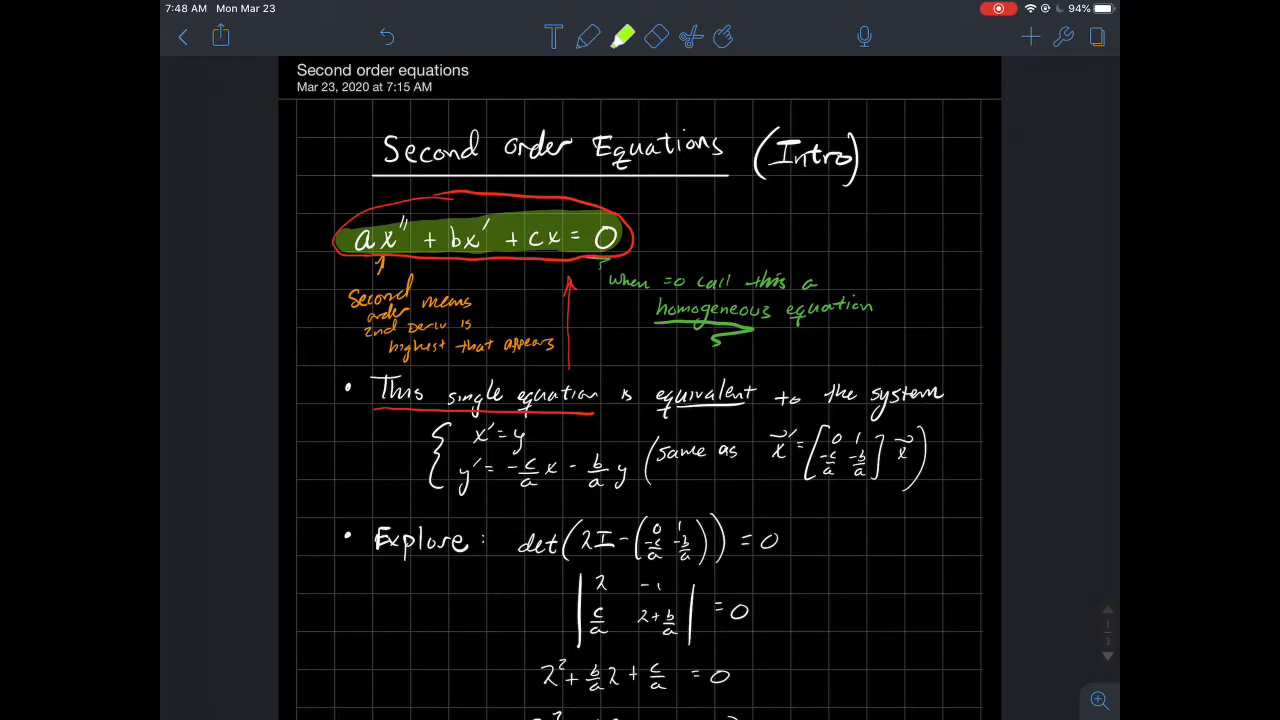 7:48 AM Mon Mar 23
94%
Second order equations
Mar 23, 2020 at 7:15 AM
Second order Equations (Intro)
ax'' + bx' + cx = 0
Second
order means
2nd Deriv is
highest that appears
when =0 call this a
homogeneous equation
• This single equation is equivalent to the system
{ x' = y
y' = -c/a x - b/a y (same as x⃗' = [0 1; -c/a -b/a] x⃗)
• Explore: det(λI - (0 1; -c/a -b/a)) = 0
|λ -1; c/a λ + b/a| = 0
λ² + b/a λ + c/a = 0